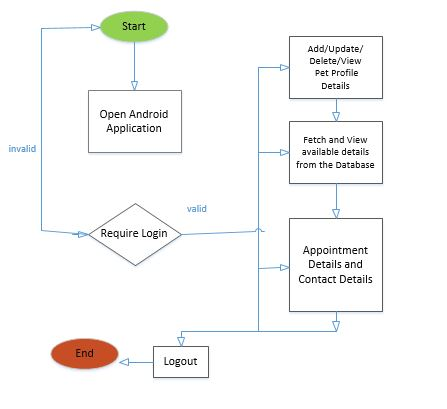 Start
Open Android
Application
invalid
Require Login
valid
Add/Update/
Delete/View
Pet Profile
Details
Fetch and View
available details
from the Database
Appointment
Details and
Contact Details
Logout
End